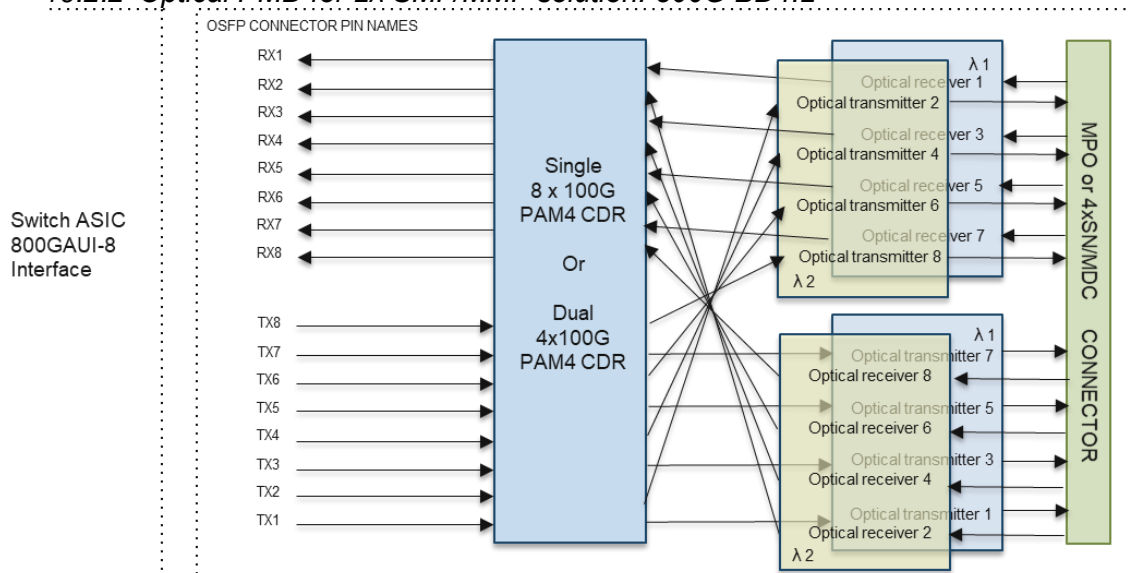 OSFP CONNECTOR PIN NAMES
RX1
RX2
RX3
RX4
RX5
RX6
RX7
RX8
TX8
TX7
TX6
TX5
TX4
TX3
TX2
TX1
Switch ASIC
800GAUI-8
Interface
Single
8 x 100G
PAM4 CDR
Or
Dual
4x100G
PAM4 CDR
λ 1
Optical receiver 1
Optical transmitter 2
Optical receiver 3
Optical transmitter 4
Optical receiver 5
Optical transmitter 6
Optical receiver 7
Optical transmitter 8
λ 2
λ 1
Optical transmitter 7
Optical receiver 8
Optical transmitter 5
Optical receiver 6
Optical transmitter 3
Optical receiver 4
Optical transmitter 1
Optical receiver 2
λ 2
MPO or 4xSN/MDC CONNECTOR